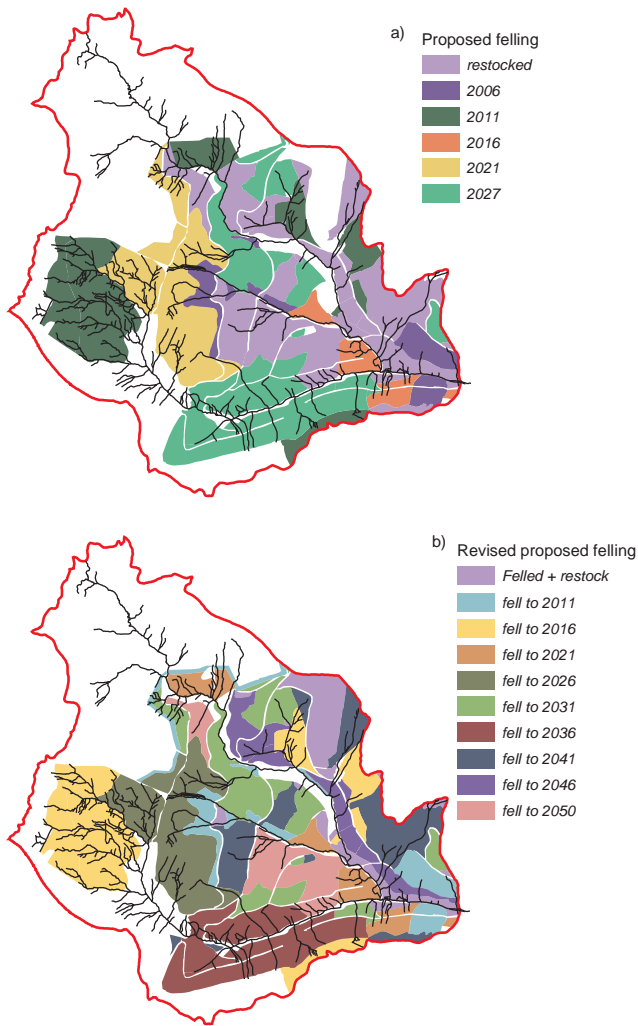 a) Proposed felling
restocked
2006
2011
2016
2021
2027
b) Revised proposed felling
Felled + restock
fell to 2011
fell to 2016
fell to 2021
fell to 2026
fell to 2031
fell to 2036
fell to 2041
fell to 2046
fell to 2050